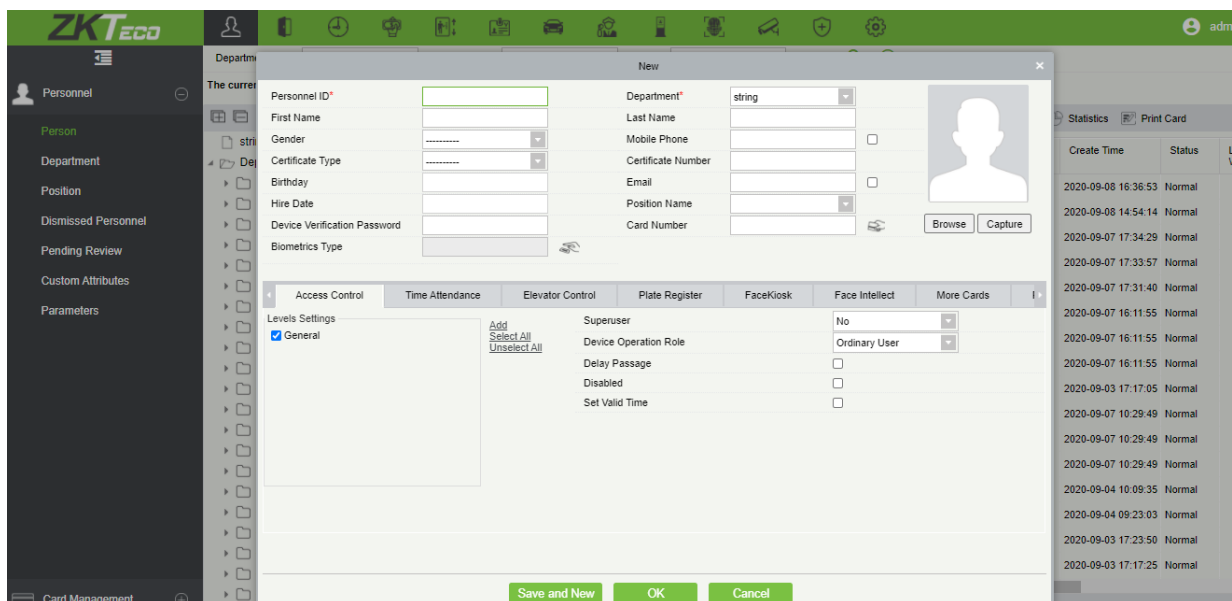 ZKTeco
adm
Departme
The curren
Personnel
Person
Department
Position
Dismissed Personnel
Pending Review
Custom Attributes
Parameters
Card Management
stri
Dep
New
×
Personnel ID*
Department*
string
First Name
Last Name
Gender
----------
Mobile Phone
Certificate Type
----------
Certificate Number
Birthday
Email
Hire Date
Position Name
Device Verification Password
Card Number
Biometrics Type
Browse
Capture
Access Control
Time Attendance
Elevator Control
Plate Register
FaceKiosk
Face Intellect
More Cards
Levels Settings
General
Add
Select All
Unselect All
Superuser
No
Device Operation Role
Ordinary User
Delay Passage
Disabled
Set Valid Time
Save and New
OK
Cancel
Statistics
Print Card
Create Time
Status
2020-09-08 16:36:53 Normal
2020-09-08 14:54:14 Normal
2020-09-07 17:34:29 Normal
2020-09-07 17:33:57 Normal
2020-09-07 17:31:40 Normal
2020-09-07 16:11:55 Normal
2020-09-07 16:11:55 Normal
2020-09-07 16:11:55 Normal
2020-09-03 17:17:05 Normal
2020-09-07 10:29:49 Normal
2020-09-07 10:29:49 Normal
2020-09-07 10:29:49 Normal
2020-09-04 10:09:35 Normal
2020-09-04 09:23:03 Normal
2020-09-03 17:23:50 Normal
2020-09-03 17:17:25 Normal